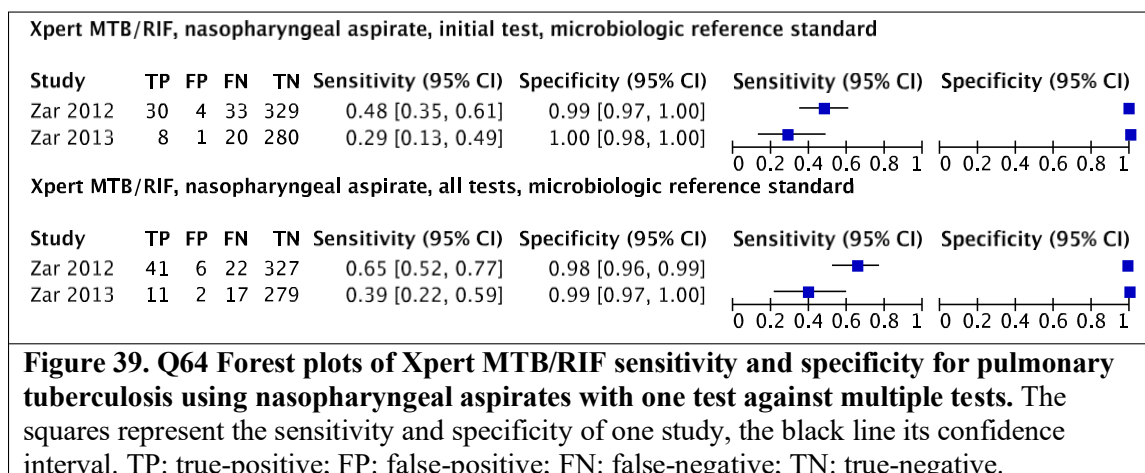 Xpert MTB/RIF, nasopharyngeal aspirate, initial test, microbiologic reference standard
Study TP FP FN TN Sensitivity (95% CI) Specificity (95% CI) Sensitivity (95% CI) Specificity (95% CI)
Zar 2012 30 4 33 329 0.48 [0.35, 0.61] 0.99 [0.97, 1.00]
Zar 2013 8 1 20 280 0.29 [0.13, 0.49] 1.00 [0.98, 1.00]
0 0.2 0.4 0.6 0.8 1 0 0.2 0.4 0.6 0.8 1
Xpert MTB/RIF, nasopharyngeal aspirate, all tests, microbiologic reference standard
Study TP FP FN TN Sensitivity (95% CI) Specificity (95% CI) Sensitivity (95% CI) Specificity (95% CI)
Zar 2012 41 6 22 327 0.65 [0.52, 0.77] 0.98 [0.96, 0.99]
Zar 2013 11 2 17 279 0.39 [0.22, 0.59] 0.99 [0.97, 1.00]
0 0.2 0.4 0.6 0.8 1 0 0.2 0.4 0.6 0.8 1
Figure 39. Q64 Forest plots of Xpert MTB/RIF sensitivity and specificity for pulmonary
tuberculosis using nasopharyngeal aspirates with one test against multiple tests. The
squares represent the sensitivity and specificity of one study, the black line its confidence
interval. TP: true-positive; FP: false-positive; FN: false-negative; TN: true-negative.